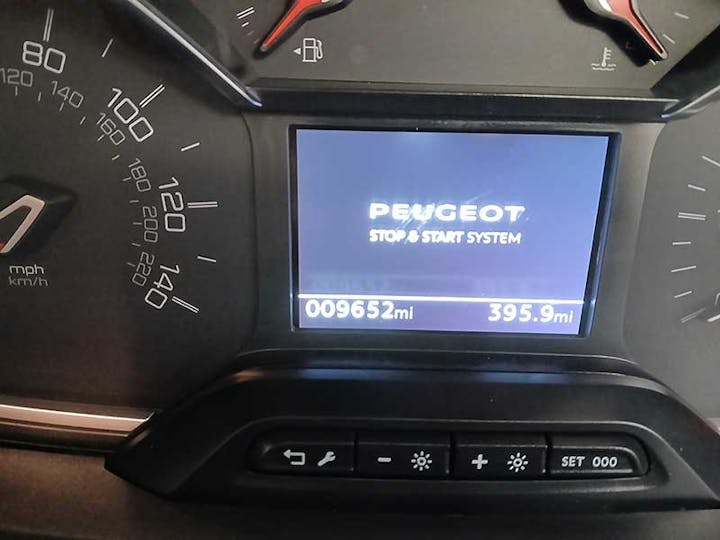 80
100
120
140
120
140
160
180
200
220
mph
km/h
PEUGEOT
STOP & START SYSTEM
009652mi
395.9mi
-
+
SET 000